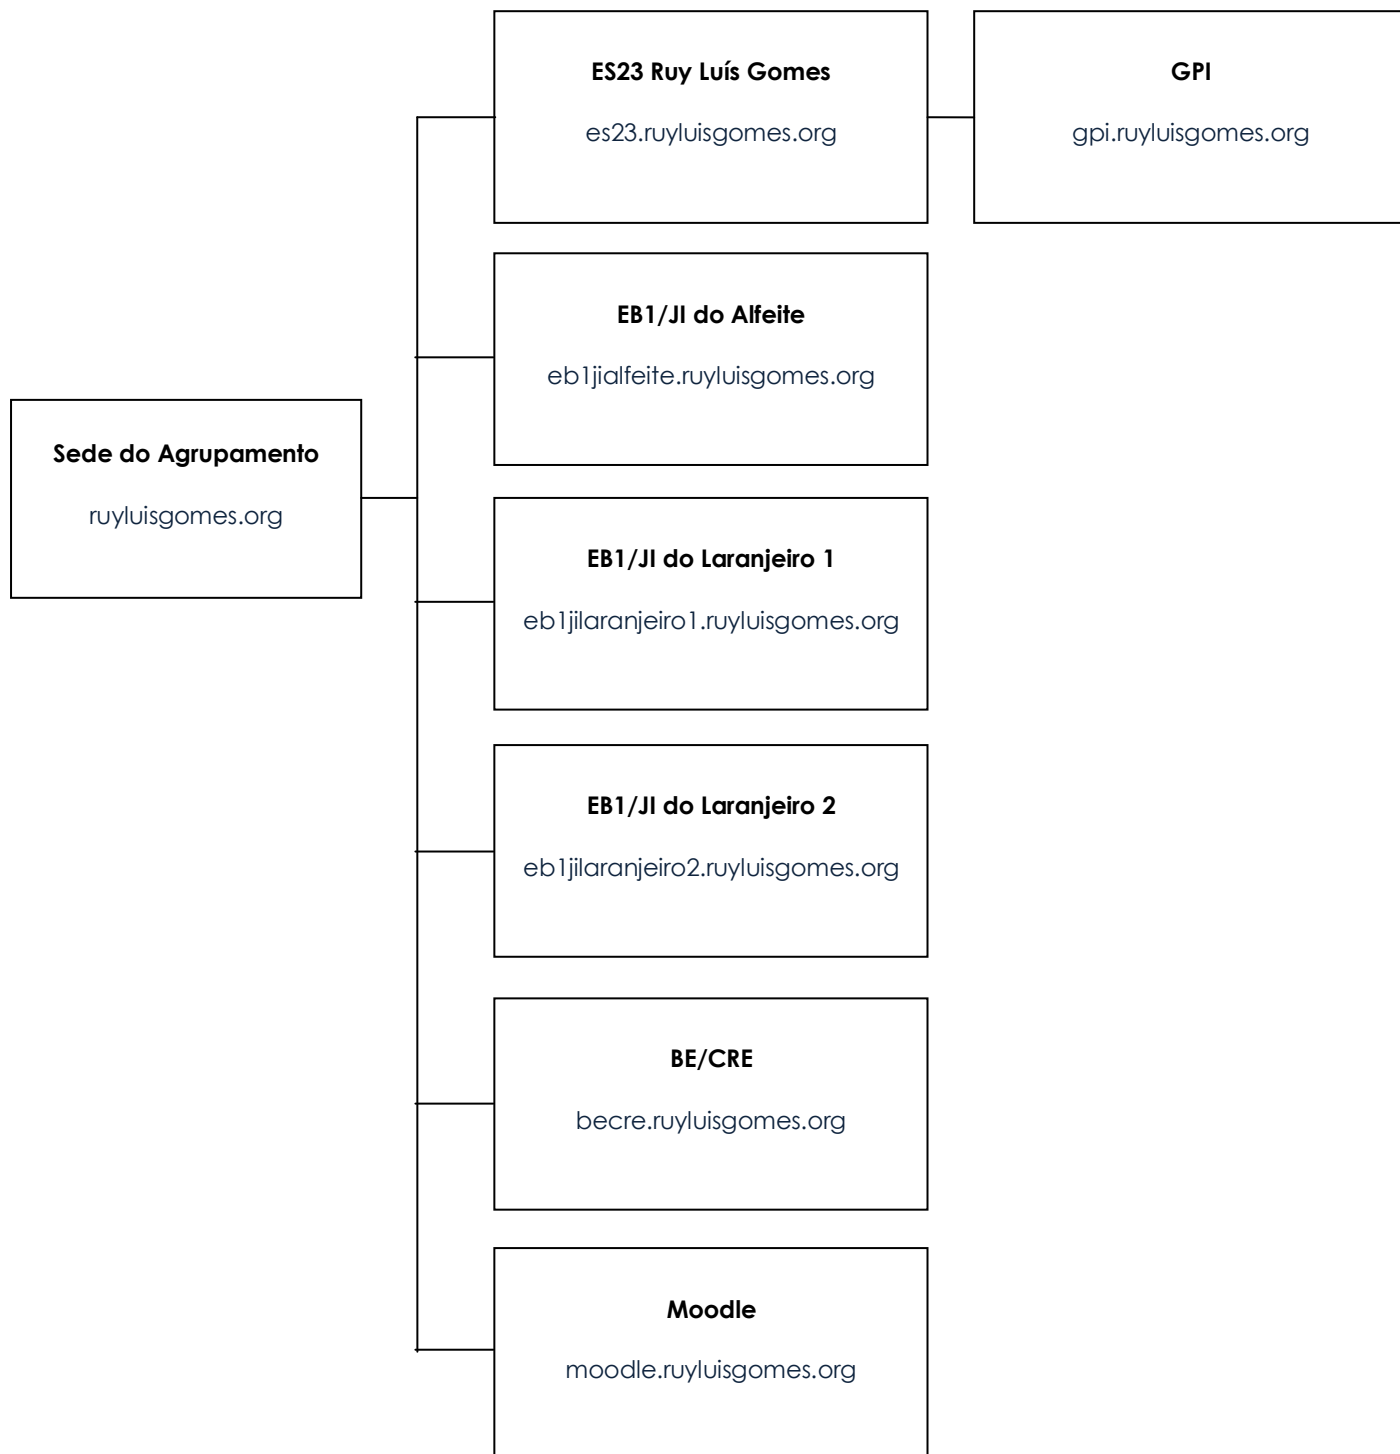 ES23 Ruy Luís Gomes
es23.ruyluisgomes.org
GPI
gpi.ruyluisgomes.org
EB1/JI do Alfeite
eb1jialfeite.ruyluisgomes.org
Sede do Agrupamento
ruyluisgomes.org
EB1/JI do Laranjeiro 1
eb1jilaranjeiro1.ruyluisgomes.org
EB1/JI do Laranjeiro 2
eb1jilaranjeiro2.ruyluisgomes.org
BE/CRE
becre.ruyluisgomes.org
Moodle
moodle.ruyluisgomes.org